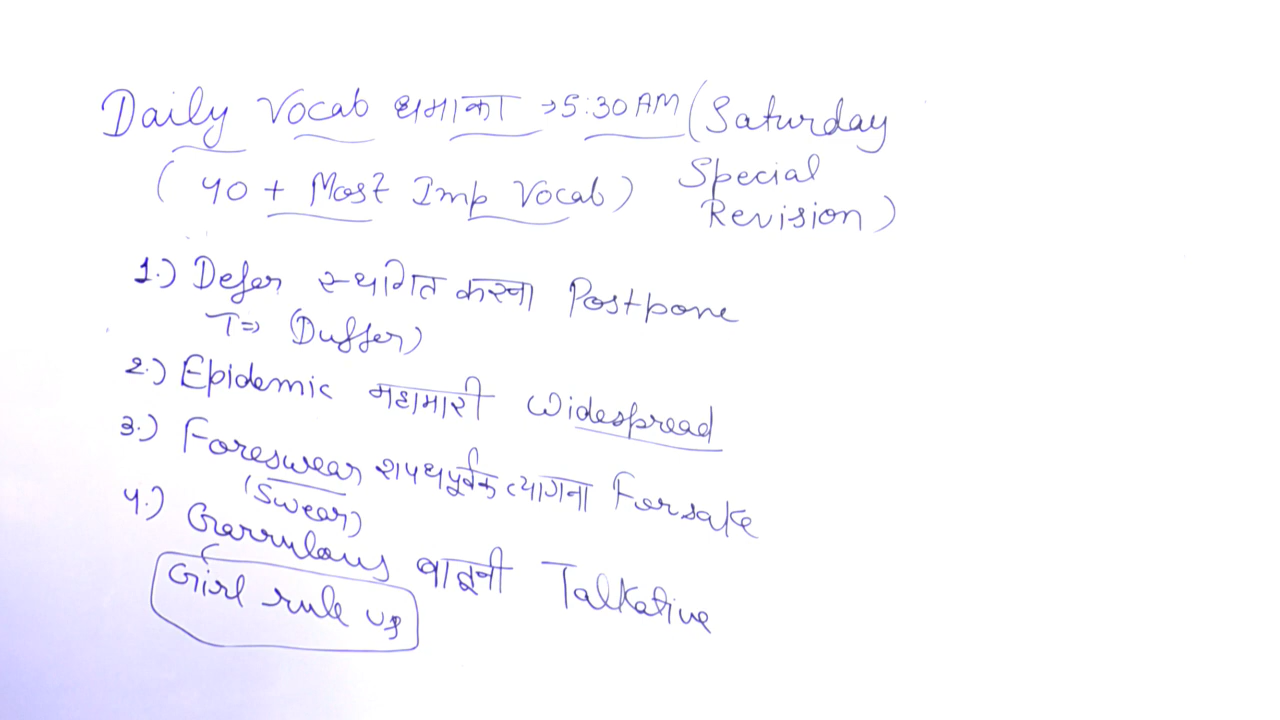 Daily Vocab धमाका → 5:30 AM (Saturday
(40 + Most Imp Vocab) Special
Revision)
1.) Defer स्थगित करना Postpone
T => (Duffer)
2.) Epidemic महामारी Widespread
3.) Foreswear शपथपूर्वक त्यागना Forsake
(Swear)
4.) Garrulous बातूनी Talkative
Girl rule us